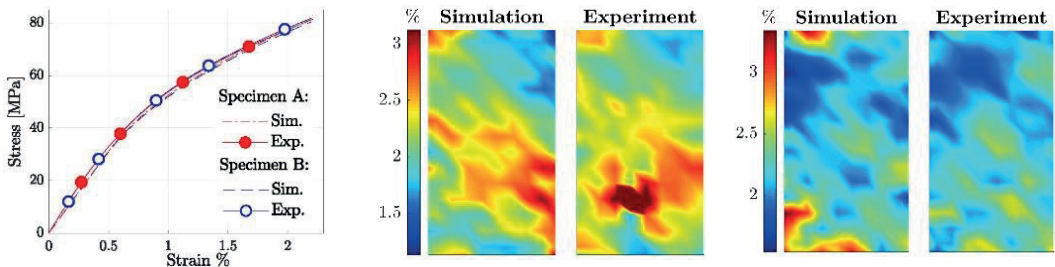 80
60
40
20
0
Stress [MPa]
Specimen A:
Sim.
Exp.
Specimen B:
Sim.
Exp.
0 0.5 1 1.5 2
Strain %
% Simulation Experiment
3
2.5
2
1.5
% Simulation Experiment
3
2.5
2